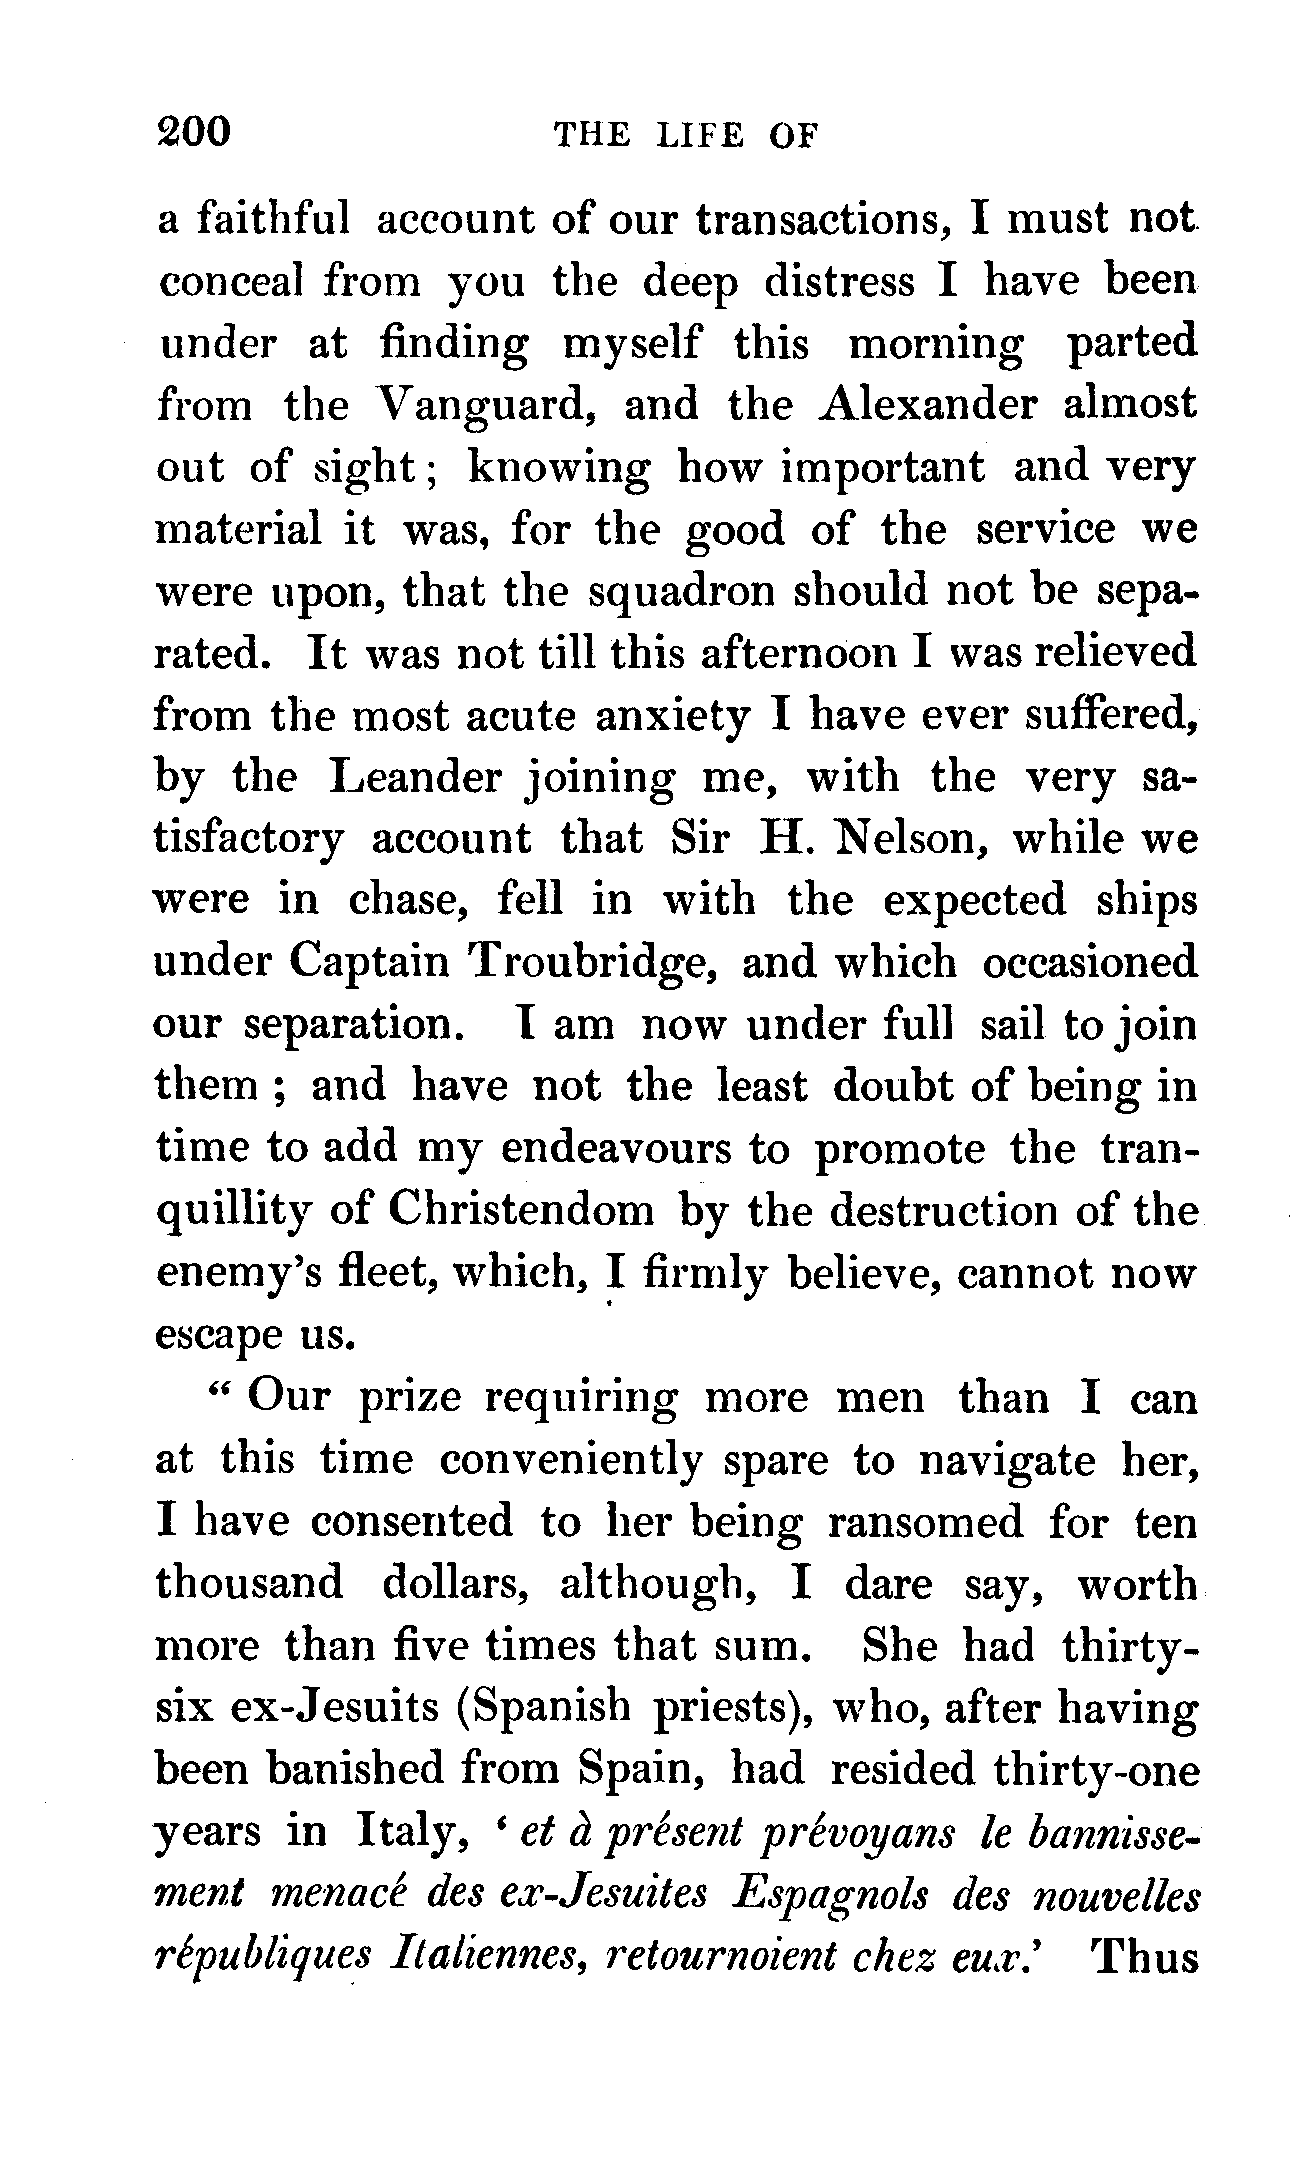 200 THE LIFE OF
a faithful account of our transactions, I must not
conceal from you the deep distress I have been
under at finding myself this morning parted
from the Vanguard, and the Alexander almost
out of sight ; knowing how important and very
material it was, for the good of the service we
were upon, that the squadron should not be sepa-
rated. It was not till this afternoon I was relieved
from the most acute anxiety I have ever suffered,
by the Leander joining me, with the very sa-
tisfactory account that Sir H. Nelson, while we
were in chase, fell in with the expected ships
under Captain Troubridge, and which occasioned
our separation. I am now under full sail to join
them ; and have not the least doubt of being in
time to add my endeavours to promote the tran-
quillity of Christendom by the destruction of the
enemy's fleet, which, I firmly believe, cannot now
escape us.
“ Our prize requiring more men than I can
at this time conveniently spare to navigate her,
I have consented to her being ransomed for ten
thousand dollars, although, I dare say, worth
more than five times that sum. She had thirty-
six ex-Jesuits (Spanish priests), who, after having
been banished from Spain, had resided thirty-one
years in Italy, ‘ et à présent prévoyans le bannisse-
ment menacé des ex-Jesuites Espagnols des nouvelles
républiques Italiennes, retournoient chez eux.’ Thus